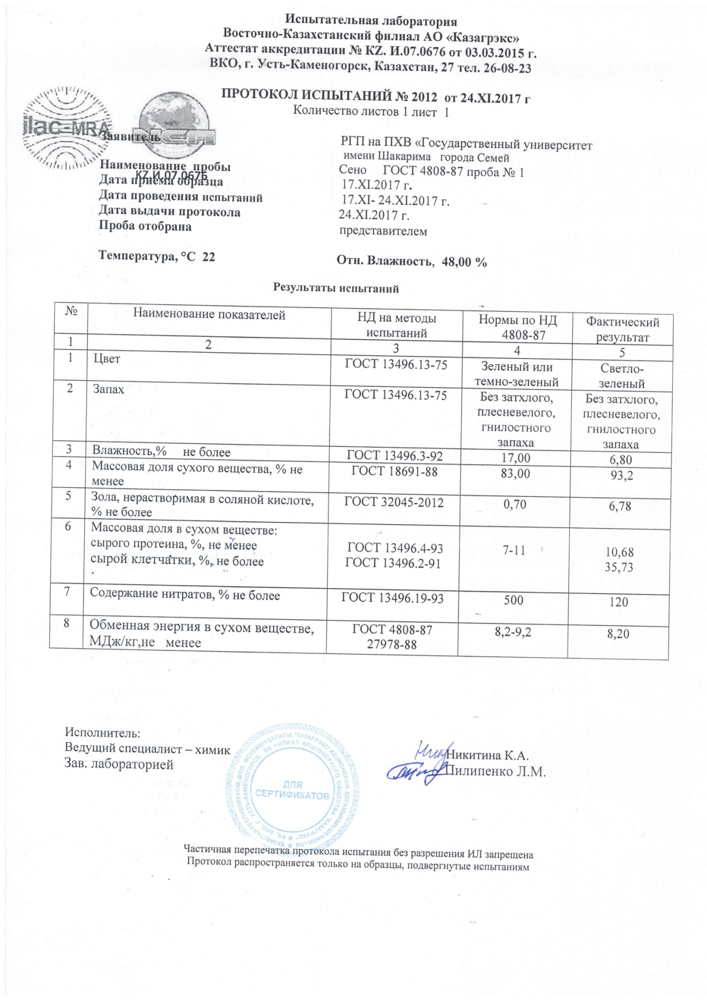 Испытательная лаборатория
Восточно-Казахстанский филиал АО «Казагрэкс»
Аттестат аккредитации № KZ. И.07.0676 от 03.03.2015 г.
ВКО, г. Усть-Каменогорск, Казахстан, 27 тел. 26-08-23
ПРОТОКОЛ ИСПЫТАНИЙ № 2012 от 24.XI.2017 г
Количество листов 1 лист 1
ilac-MRA
NCA
KZ.И.07.0676
Заявитель РГП на ПХВ «Государственный университет
имени Шакарима города Семей
Наименование пробы Сено ГОСТ 4808-87 проба № 1
Дата приема образца 17.XI.2017 г.
Дата проведения испытаний 17.XI- 24.XI.2017 г.
Дата выдачи протокола 24.XI.2017 г.
Проба отобрана представителем
Температура, °С 22 Отн. Влажность, 48,00 %
Результаты испытаний
№ Наименование показателей НД на методы испытаний Нормы по НД 4808-87 Фактический результат
1 2 3 4 5
1 Цвет ГОСТ 13496.13-75 Зеленый или темно-зеленый Светло-зеленый
2 Запах ГОСТ 13496.13-75 Без затхлого, плесневелого, гнилостного запаха Без затхлого, плесневелого, гнилостного запаха
3 Влажность,% не более ГОСТ 13496.3-92 17,00 6,80
4 Массовая доля сухого вещества, % не менее ГОСТ 18691-88 83,00 93,2
5 Зола, нерастворимая в соляной кислоте, % не более ГОСТ 32045-2012 0,70 6,78
6 Массовая доля в сухом веществе:
сырого протеина, %, не менее ГОСТ 13496.4-93 7-11 10,68
сырой клетчатки, %, не более ГОСТ 13496.2-91 35,73
7 Содержание нитратов, % не более ГОСТ 13496.19-93 500 120
8 Обменная энергия в сухом веществе, МДж/кг,не менее ГОСТ 4808-87 27978-88 8,2-9,2 8,20
Исполнитель:
Ведущий специалист – химик Никитина К.А.
Зав. лабораторией Пилипенко Л.М.
ДЛЯ
СЕРТИФИКАТОВ
Частичная перепечатка протокола испытания без разрешения ИЛ запрещена
Протокол распространяется только на образцы, подвергнутые испытаниям